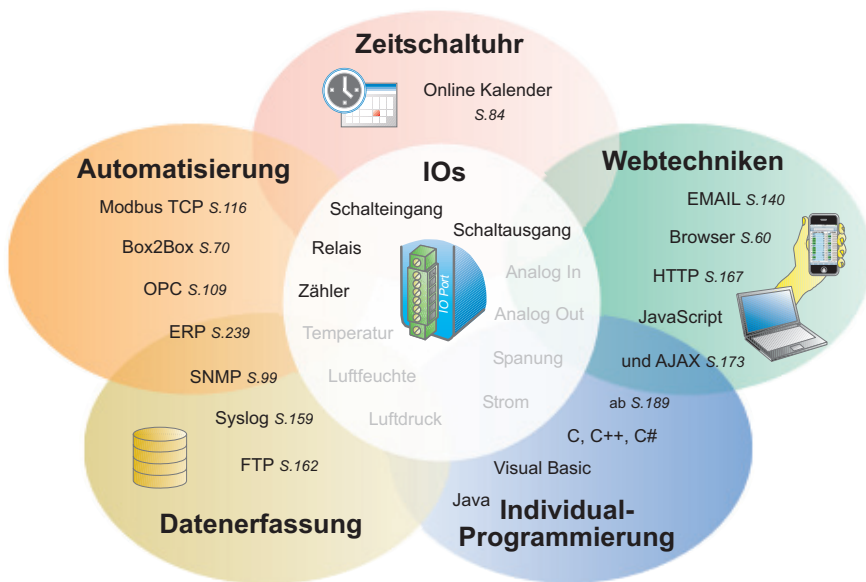 Zeitschaltuhr
Online Kalender
S.84
Automatisierung
Modbus TCP S.116
Box2Box S.70
OPC S.109
ERP S.239
SNMP S.99
IOs
Schalteingang
Schaltausgang
Relais
Zähler
Temperatur
Luftfeuchte
Luftdruck
Analog In
Analog Out
Spanung
Strom
IO Port
Webtechniken
EMAIL S.140
Browser S.60
HTTP S.167
JavaScript
und AJAX S.173
Syslog S.159
FTP S.162
Datenerfassung
ab S.189
C, C++, C#
Visual Basic
Java
Individual-
Programmierung